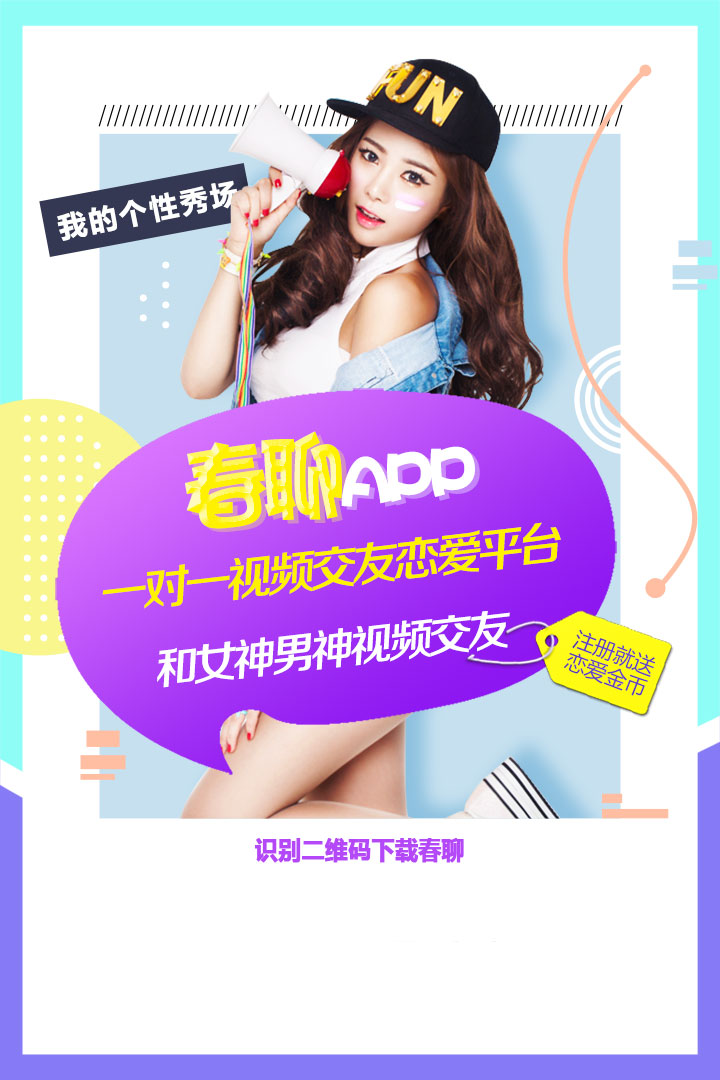 FUN
我的个性秀场
春聊APP
一对一视频交友恋爱平台
和女神男神视频交友
注册就送
恋爱金币
识别二维码下载春聊